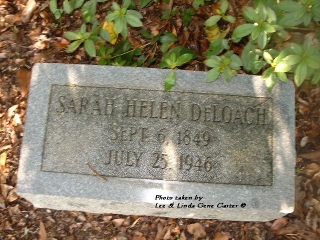 SARAH HELEN DELOACH
SEPT 6 1849
JULY 25 1946
Photo taken by
Lee & Linda Gene Carter ©